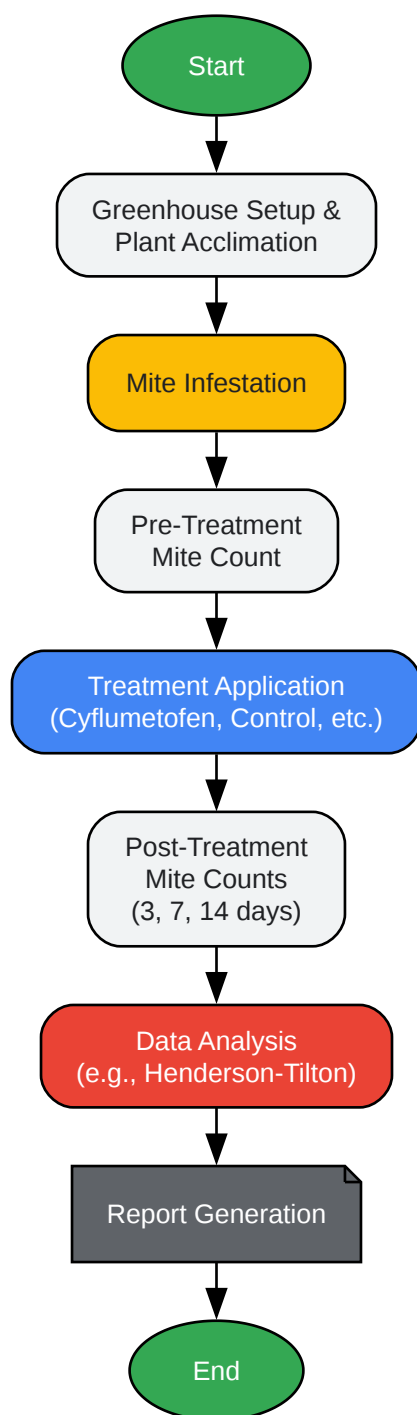 Start
Greenhouse Setup &
Plant Acclimation
Mite Infestation
Pre-Treatment
Mite Count
Treatment Application
(Cyflumetofen, Control, etc.)
Post-Treatment
Mite Counts
(3, 7, 14 days)
Data Analysis
(e.g., Henderson-Tilton)
Report Generation
End